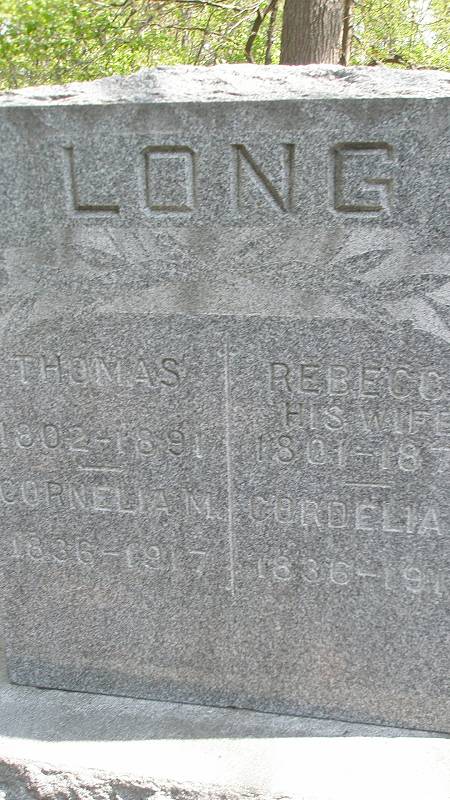 LONG
THOMAS
1802-1891
CORNELIA M.
1836-1917
REBECC
HIS WIFE
1801-187
CORDELIA
1836-191